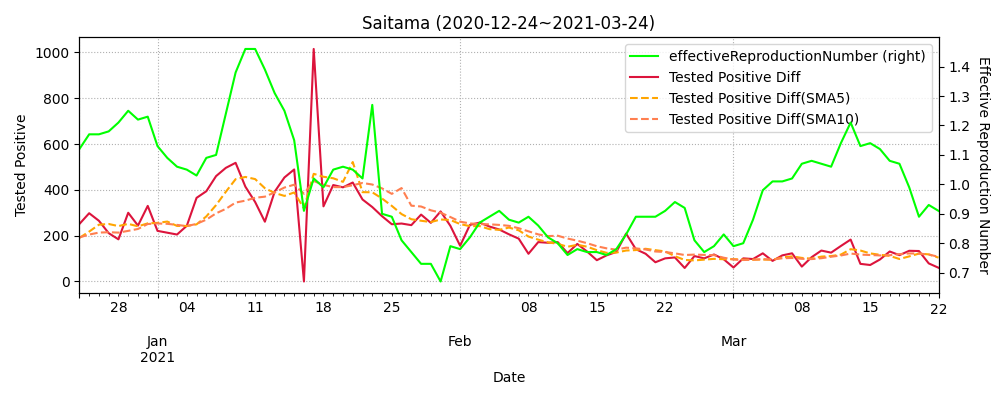 Saitama (2020-12-24~2021-03-24)
effectiveReproductionNumber (right)
Tested Positive Diff
Tested Positive Diff(SMA5)
Tested Positive Diff(SMA10)
Tested Positive
1000
800
600
400
200
0
Effective Reproduction Number
1.4
1.3
1.2
1.1
1.0
0.9
0.8
0.7
28 04 11 18 25 08 15 22 08 15 22
Jan Feb Mar
2021
Date